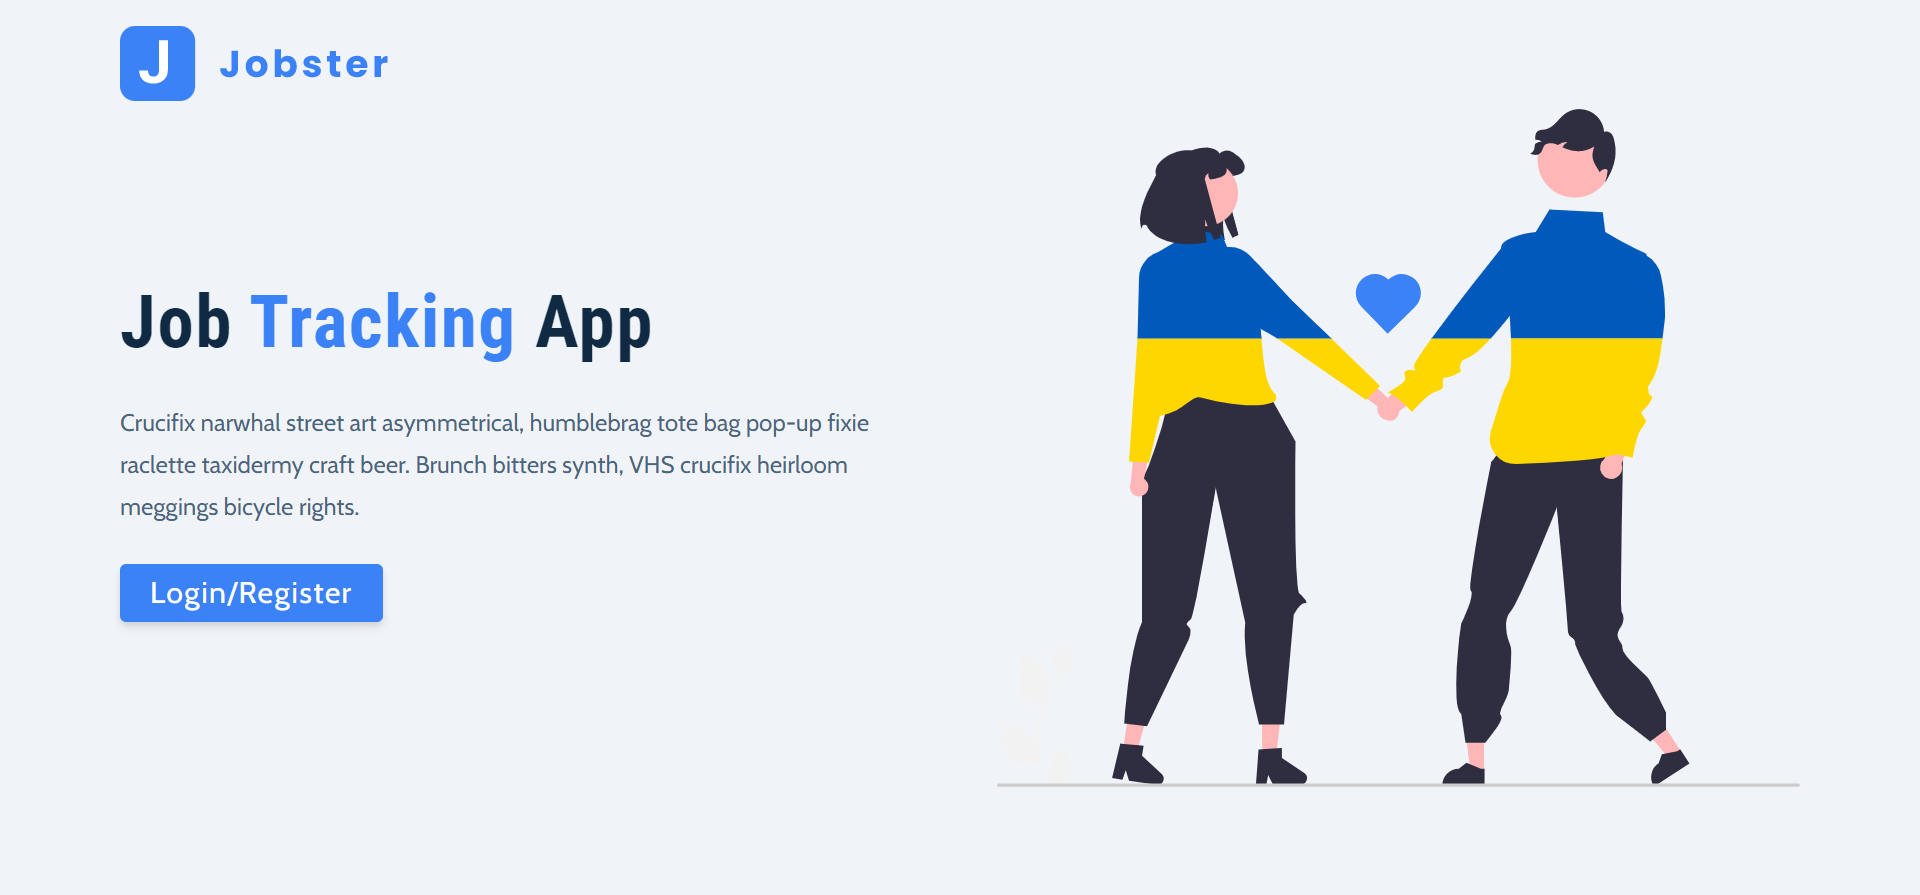 J
Jobster
Job Tracking App
Crucifix narwhal street art asymmetrical, humblebrag tote bag pop-up fixie
raclette taxidermy craft beer. Brunch bitters synth, VHS crucifix heirloom
meggings bicycle rights.
Login/Register